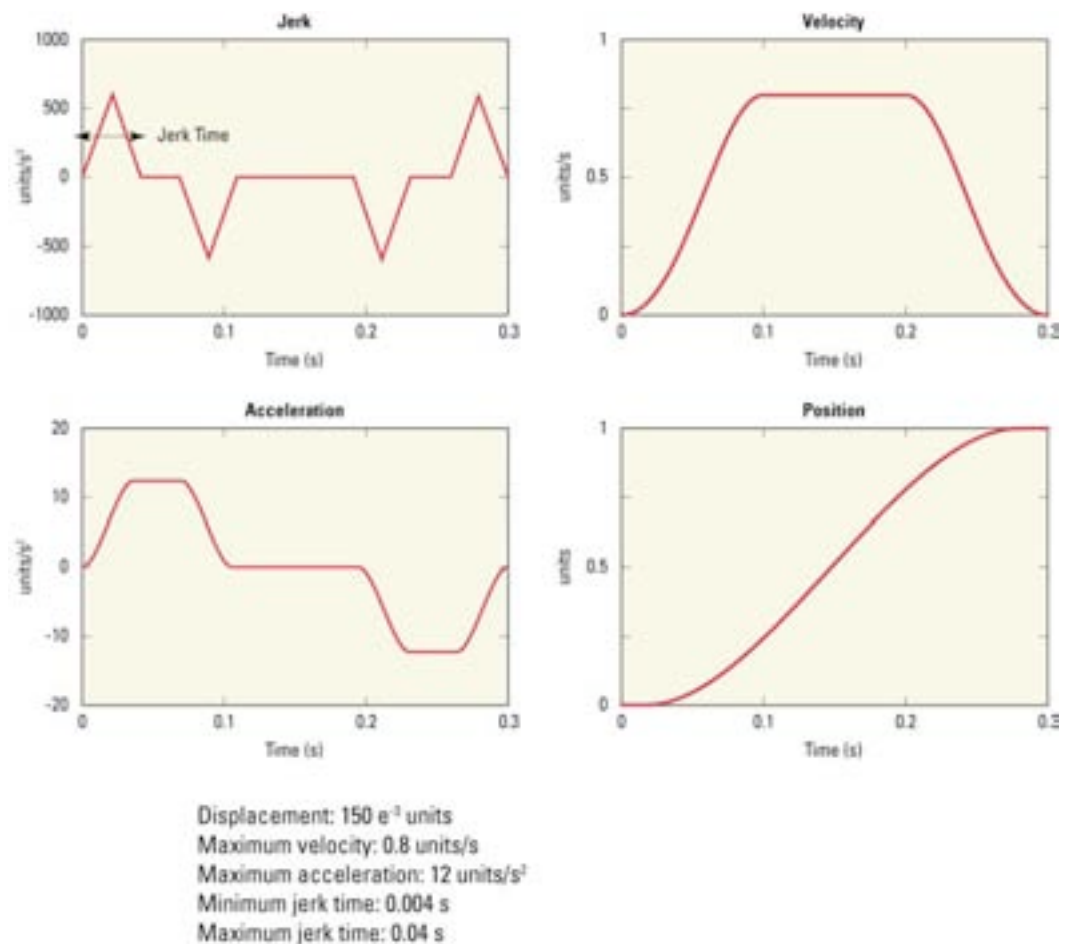 Jerk
1000
500
0
-500
-1000
units/s³
Jerk Time
0
0.1
0.2
0.3
Time (s)
Velocity
1
0.5
0
units/s
0
0.1
0.2
0.3
Time (s)
Acceleration
20
10
0
-10
-20
units/s²
0
0.1
0.2
0.3
Time (s)
Position
1
0.5
0
units
0
0.1
0.2
0.3
Time (s)
Displacement: 150 e⁻³ units
Maximum velocity: 0.8 units/s
Maximum acceleration: 12 units/s²
Minimum jerk time: 0.004 s
Maximum jerk time: 0.04 s